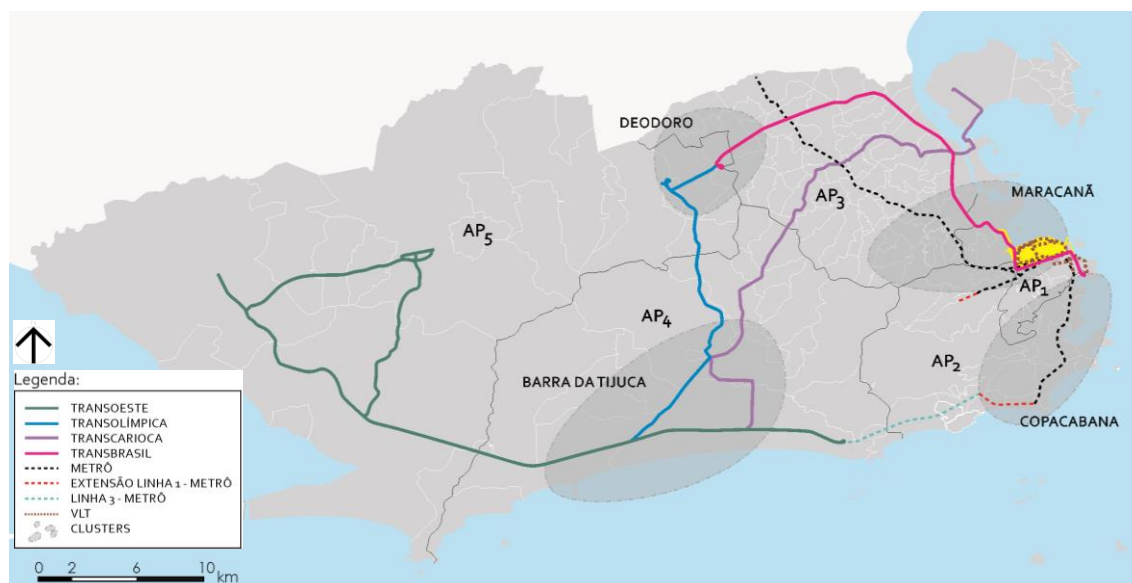 DEODORO
MARACANÃ
AP3
AP5
AP1
AP4
AP2
BARRA DA TIJUCA
COPACABANA
Legenda:
TRANSOESTE
TRANSOLÍMPICA
TRANSCARIOCA
TRANSBRASIL
METRÔ
EXTENSÃO LINHA 1 - METRÔ
LINHA 3 - METRÔ
VLT
CLUSTERS
0 2 6 10 km